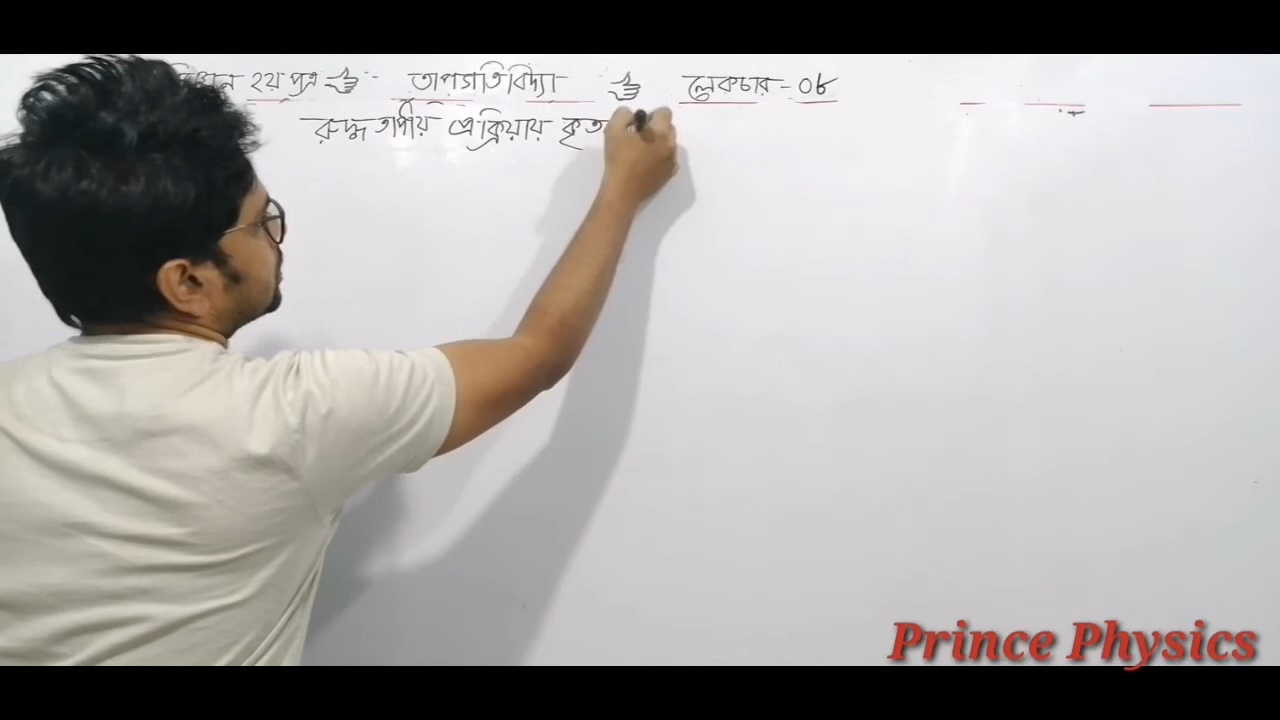 ২য় পত্র তাপগতিবিদ্যা লেকচার - ০৮
রুদ্ধতাপীয় প্রক্রিয়ায় কৃত
Prince Physics